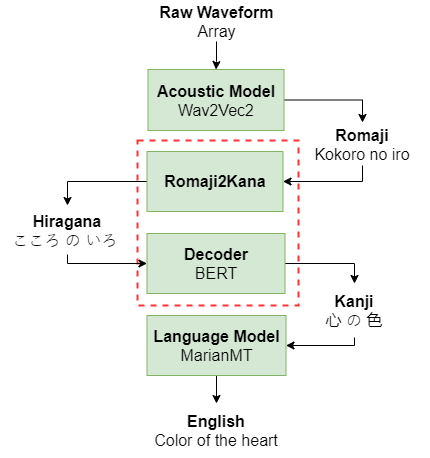 Raw Waveform
Array
Acoustic Model
Wav2Vec2
Romaji
Kokoro no iro
Romaji2Kana
Hiragana
こころ の いろ
Decoder
BERT
Kanji
心 の 色
Language Model
MarianMT
English
Color of the heart